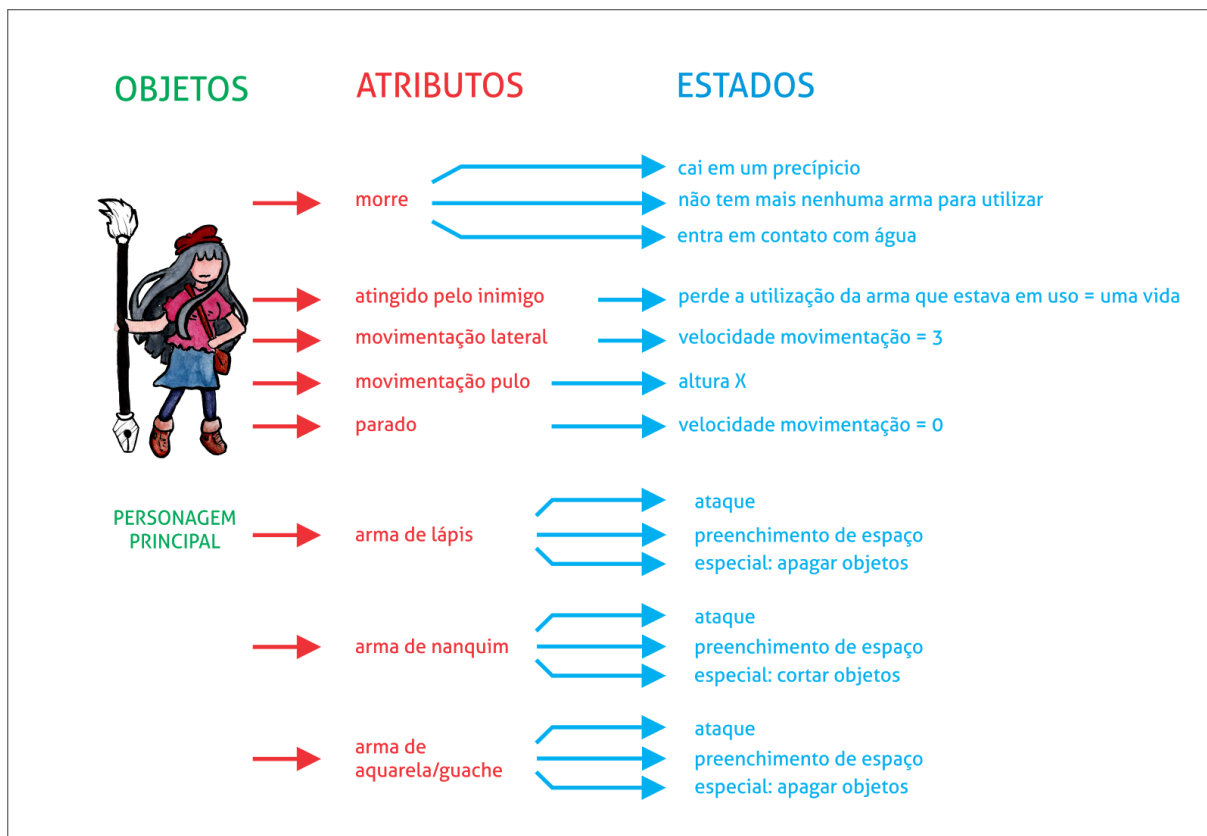 OBJETOS
ATRIBUTOS
ESTADOS
morre
cai em um precípicio
não tem mais nenhuma arma para utilizar
entra em contato com água
atingido pelo inimigo
perde a utilização da arma que estava em uso = uma vida
movimentação lateral
velocidade movimentação = 3
movimentação pulo
altura X
parado
velocidade movimentação = 0
PERSONAGEM
PRINCIPAL
arma de lápis
ataque
preenchimento de espaço
especial: apagar objetos
arma de nanquim
ataque
preenchimento de espaço
especial: cortar objetos
arma de
aquarela/guache
ataque
preenchimento de espaço
especial: apagar objetos